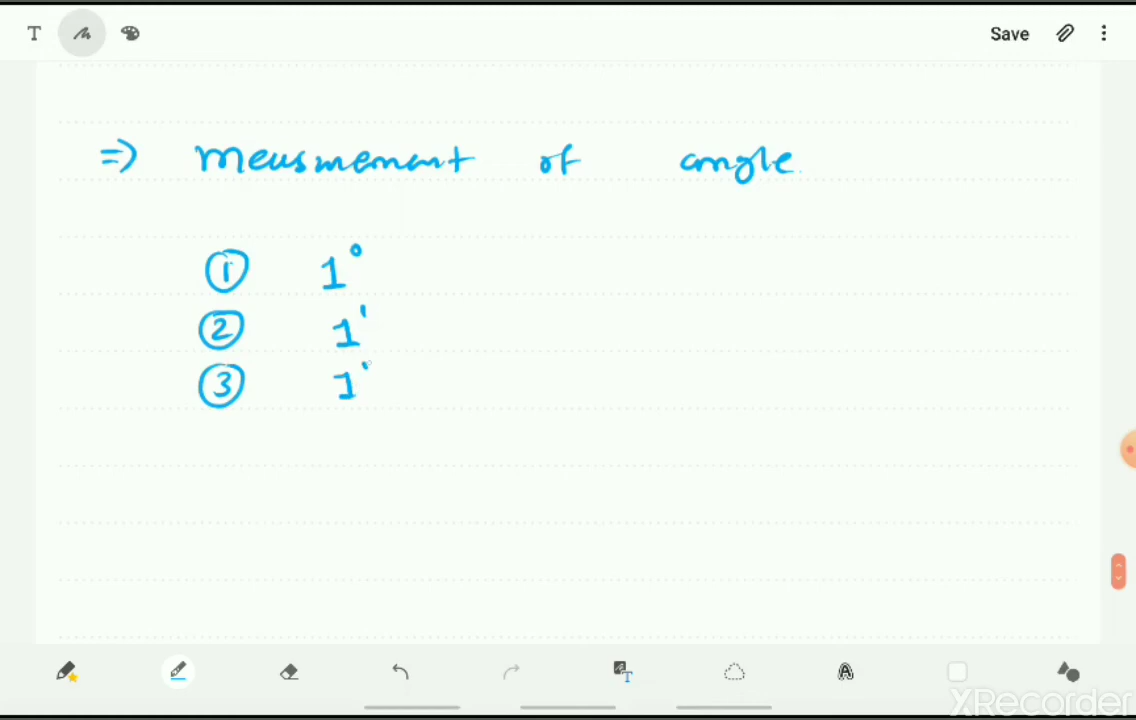 T Save
=> meusmemant of angle.
① 1°
② 1'
③ 1'
XRecorder